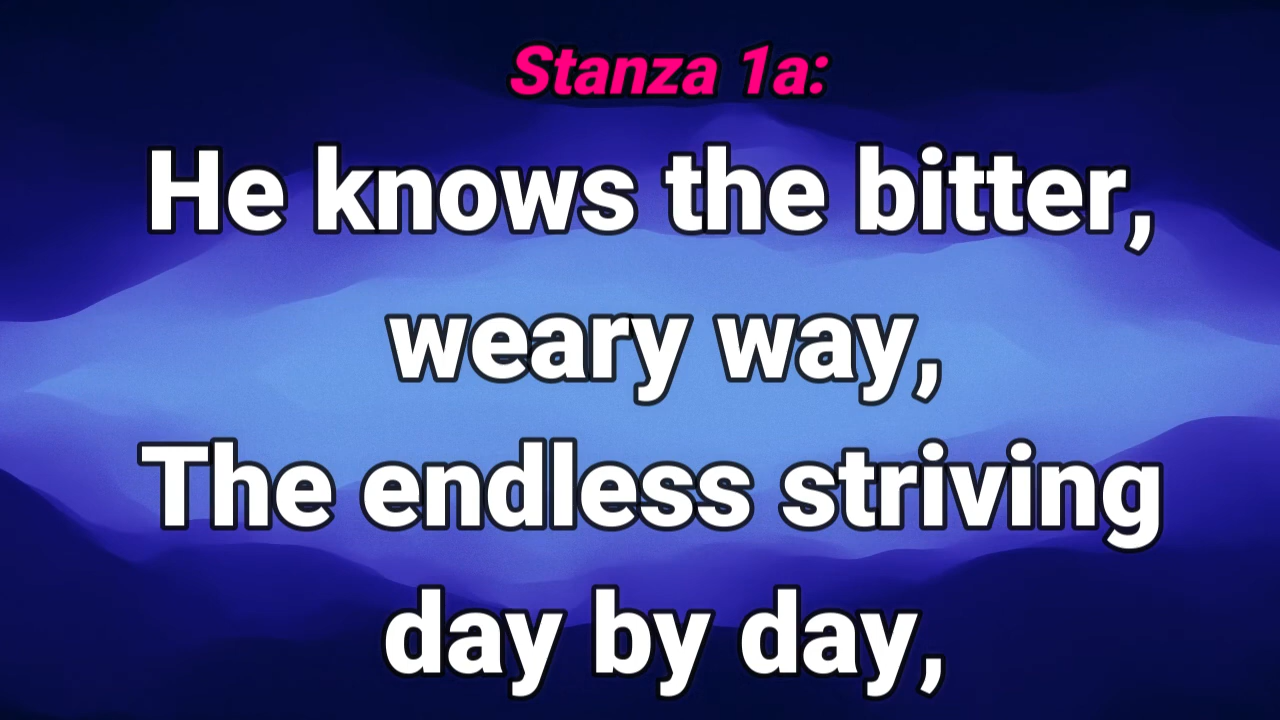 Stanza 1a:
He knows the bitter,
weary way,
The endless striving
day by day,